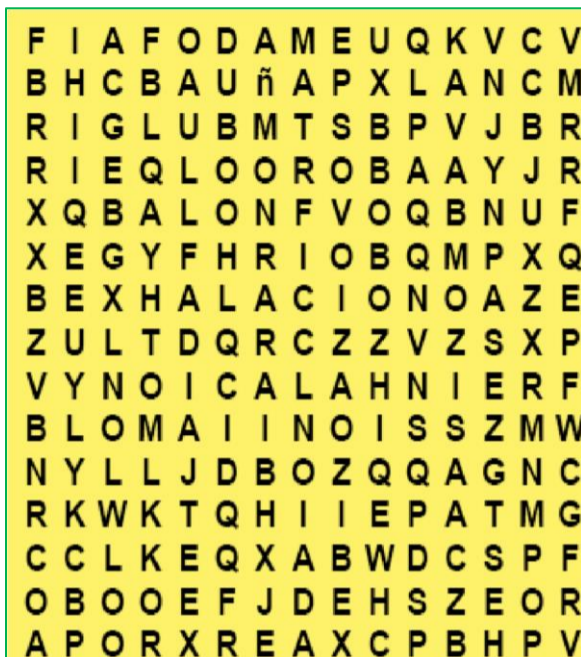 F I A F O D A M E U Q K V C V
B H C B A U ñ A P X L A N C M
R I G L U B M T S B P V J B R
R I E Q L O O R O B A A Y J R
X Q B A L O N F V O Q B N U F
X E G Y F H R I O B Q M P X Q
B E X H A L A C I O N O A Z E
Z U L T D Q R C Z Z V Z S X P
V Y N O I C A L A H N I E R F
B L O M A I I N O I S S Z M W
N Y L L J D B O Z Q Q A G N C
R K W K T Q H I I E P A T M G
C C L K E Q X A B W D C S P F
O B O O E F J D E H S Z E O R
A P O R X R E A X C P B H P V